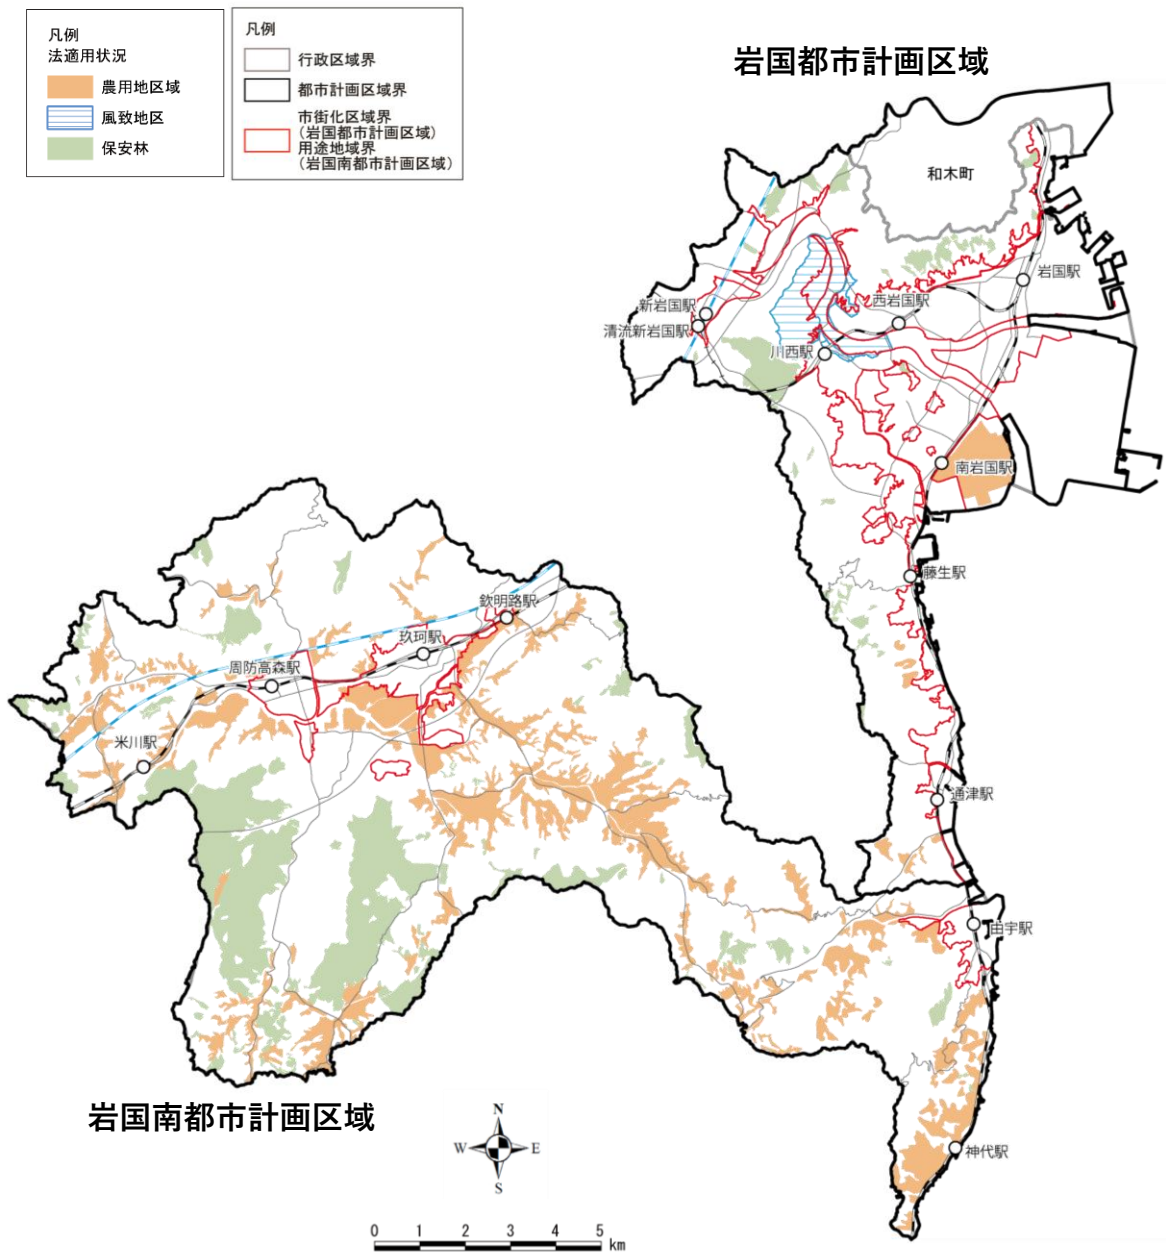 凡例
法適用状況
農用地区域
風致地区
保安林
凡例
行政区域界
都市計画区域界
市街化区域界
(岩国都市計画区域)
用途地域界
(岩国南都市計画区域)
岩国都市計画区域
和木町
岩国駅
新岩国駅
西岩国駅
清流新岩国駅
川西駅
南岩国駅
藤生駅
欽明路駅
玖珂駅
周防高森駅
米川駅
通津駅
由宇駅
神代駅
岩国南都市計画区域
N
W
E
S
0 1 2 3 4 5
km